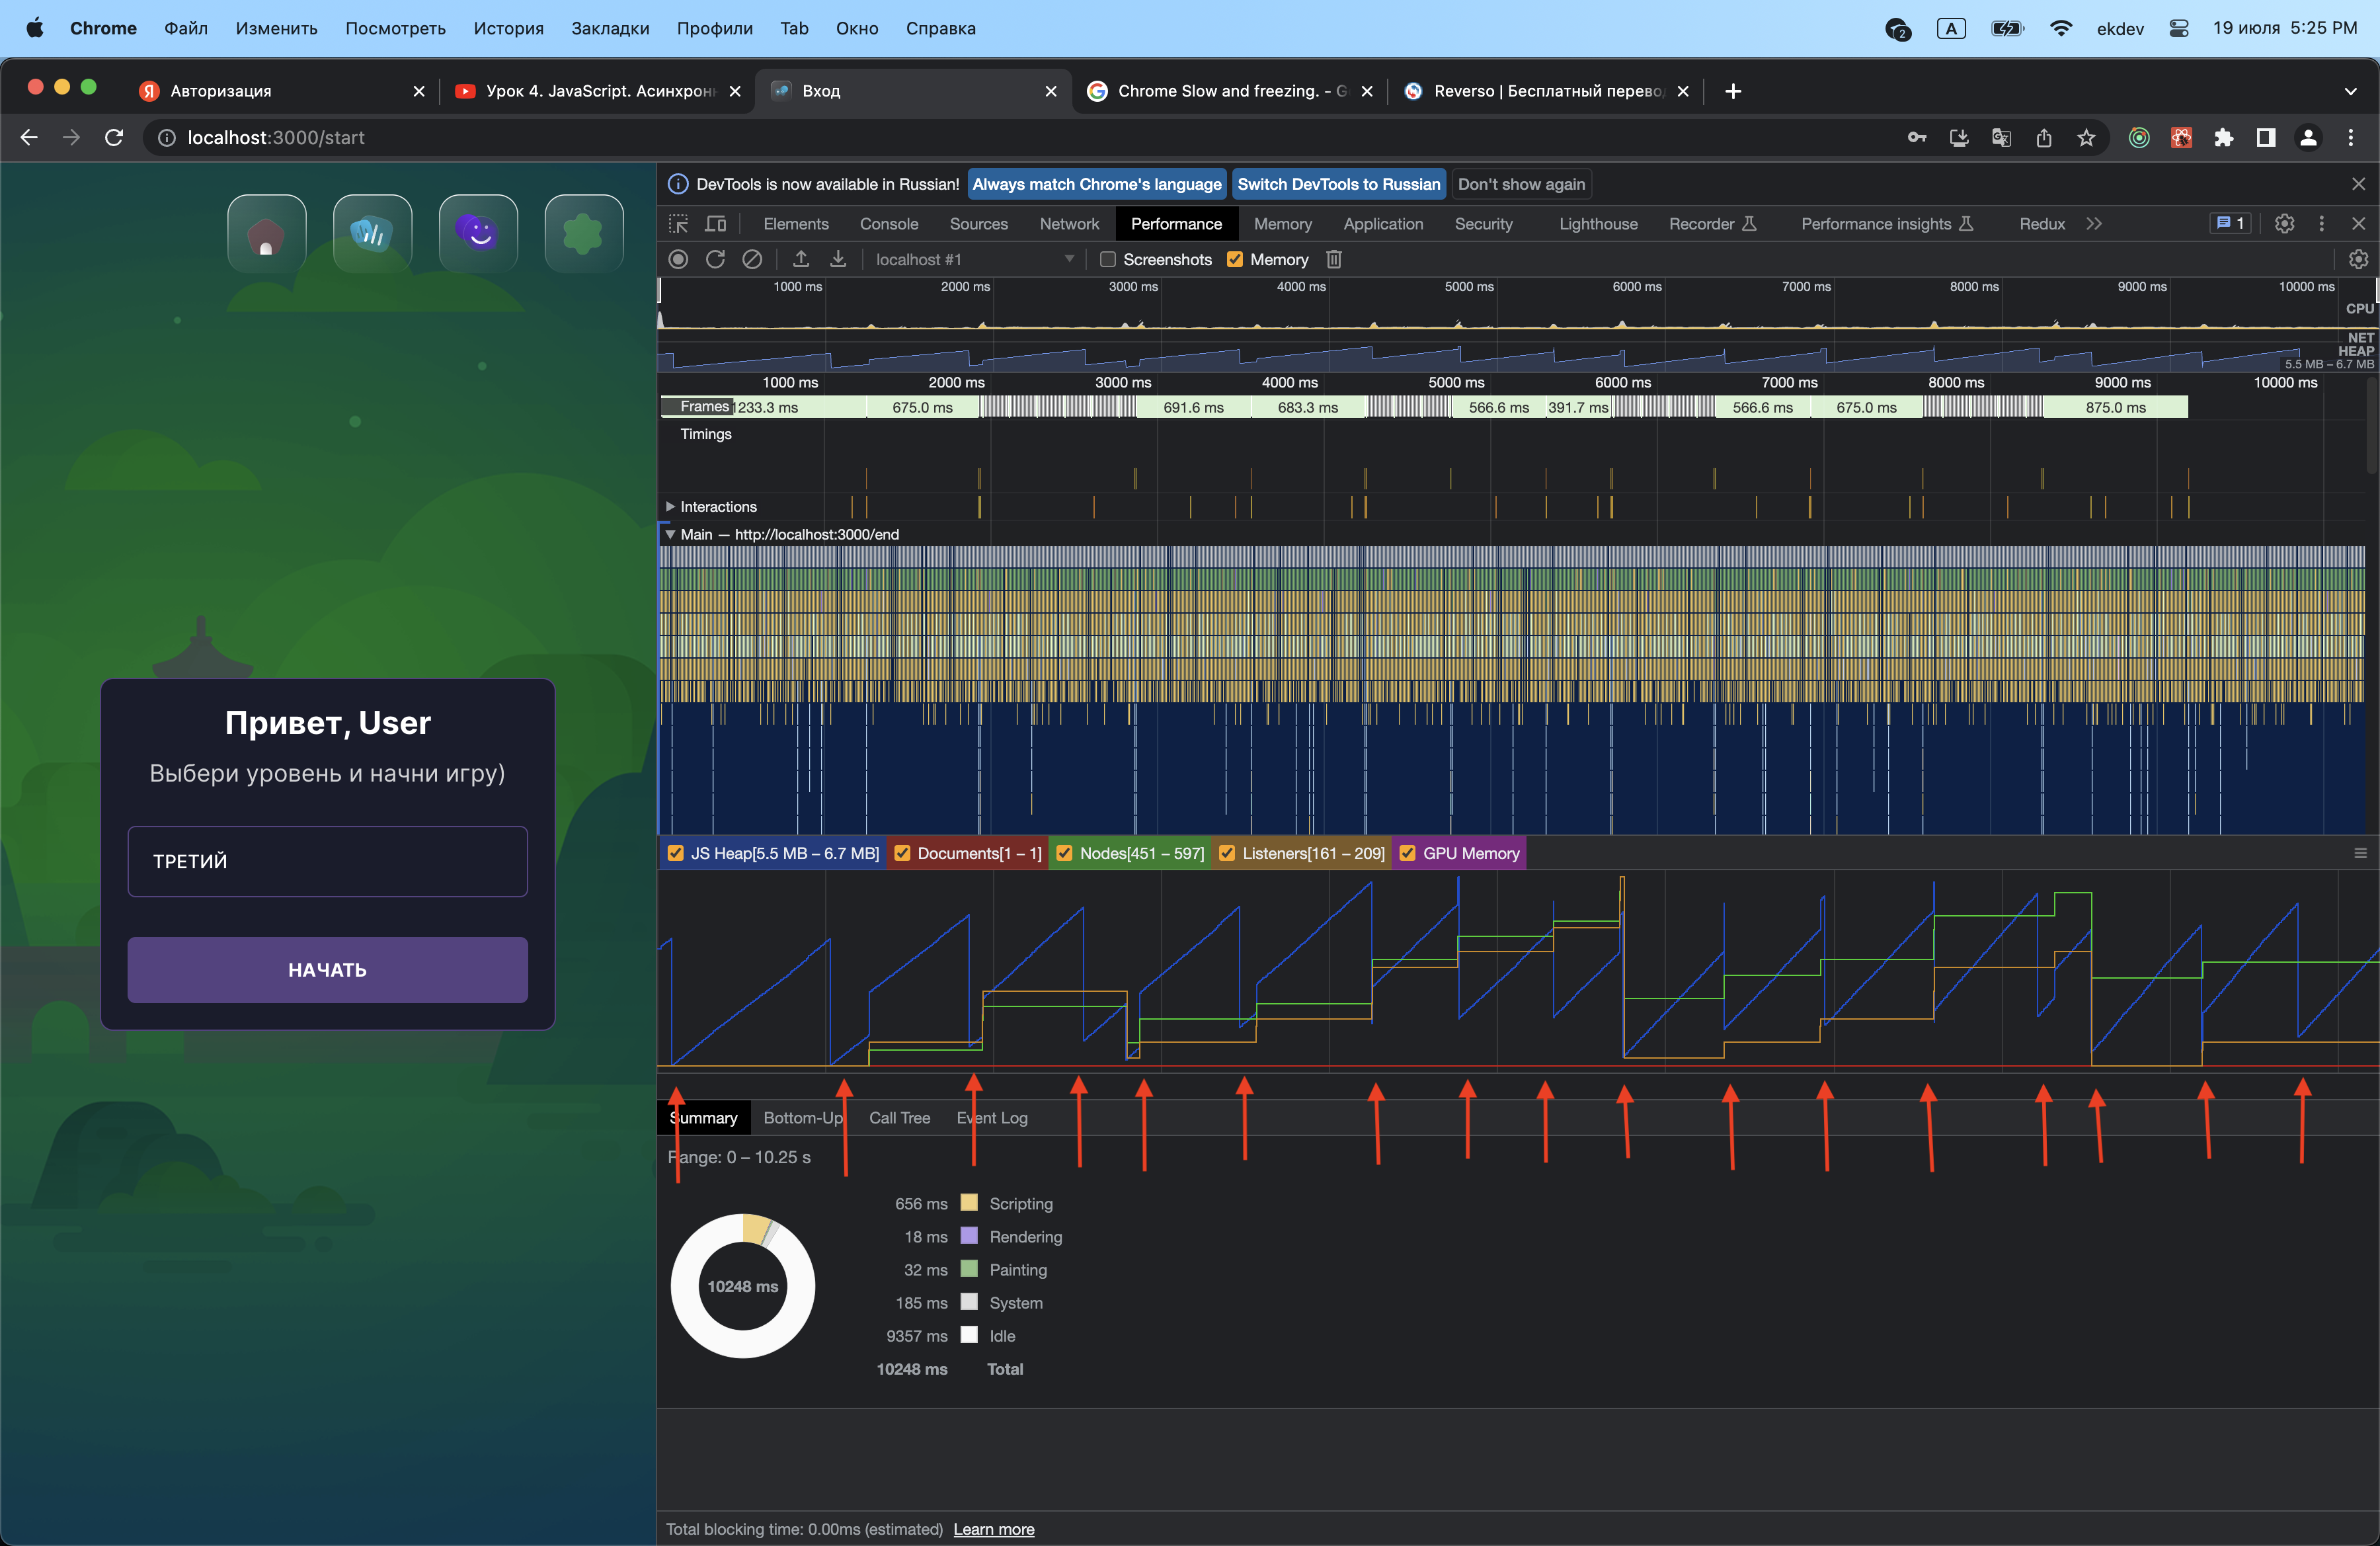 Chrome Файл Изменить Посмотреть История Закладки Профили Tab Окно Справка 2 A ekdev 19 июля 5:25 PM
Авторизация Урок 4. JavaScript. Асинхронн Вход Chrome Slow and freezing. - G Reverso | Бесплатный перевод
localhost:3000/start
DevTools is now available in Russian! Always match Chrome's language Switch DevTools to Russian Don't show again
Elements Console Sources Network Performance Memory Application Security Lighthouse Recorder Performance insights Redux 1
localhost #1 Screenshots Memory
1000 ms 2000 ms 3000 ms 4000 ms 5000 ms 6000 ms 7000 ms 8000 ms 9000 ms 10000 ms
CPU
NET
HEAP
5.5 MB – 6.7 MB
1000 ms 2000 ms 3000 ms 4000 ms 5000 ms 6000 ms 7000 ms 8000 ms 9000 ms 10000 ms
Frames 1233.3 ms 675.0 ms 691.6 ms 683.3 ms 566.6 ms 391.7 ms 566.6 ms 675.0 ms 875.0 ms
Timings
Interactions
Main — http://localhost:3000/end
JS Heap[5.5 MB – 6.7 MB] Documents[1 – 1] Nodes[451 – 597] Listeners[161 – 209] GPU Memory
Summary Bottom-Up Call Tree Event Log
Range: 0 – 10.25 s
10248 ms
656 ms Scripting
18 ms Rendering
32 ms Painting
185 ms System
9357 ms Idle
10248 ms Total
Total blocking time: 0.00ms (estimated) Learn more
Привет, User
Выбери уровень и начни игру)
ТРЕТИЙ
НАЧАТЬ